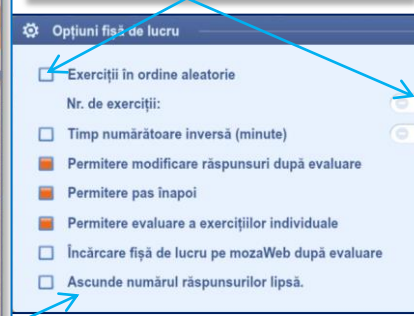 Opțiuni fișă de lucru
Exerciții în ordine aleatorie
Nr. de exerciții:
Timp numărătoare inversă (minute)
Permitere modificare răspunsuri după evaluare
Permitere pas înapoi
Permitere evaluare a exercițiilor individuale
Încărcare fișă de lucru pe mozaWeb după evaluare
Ascunde numărul răspunsurilor lipsă.